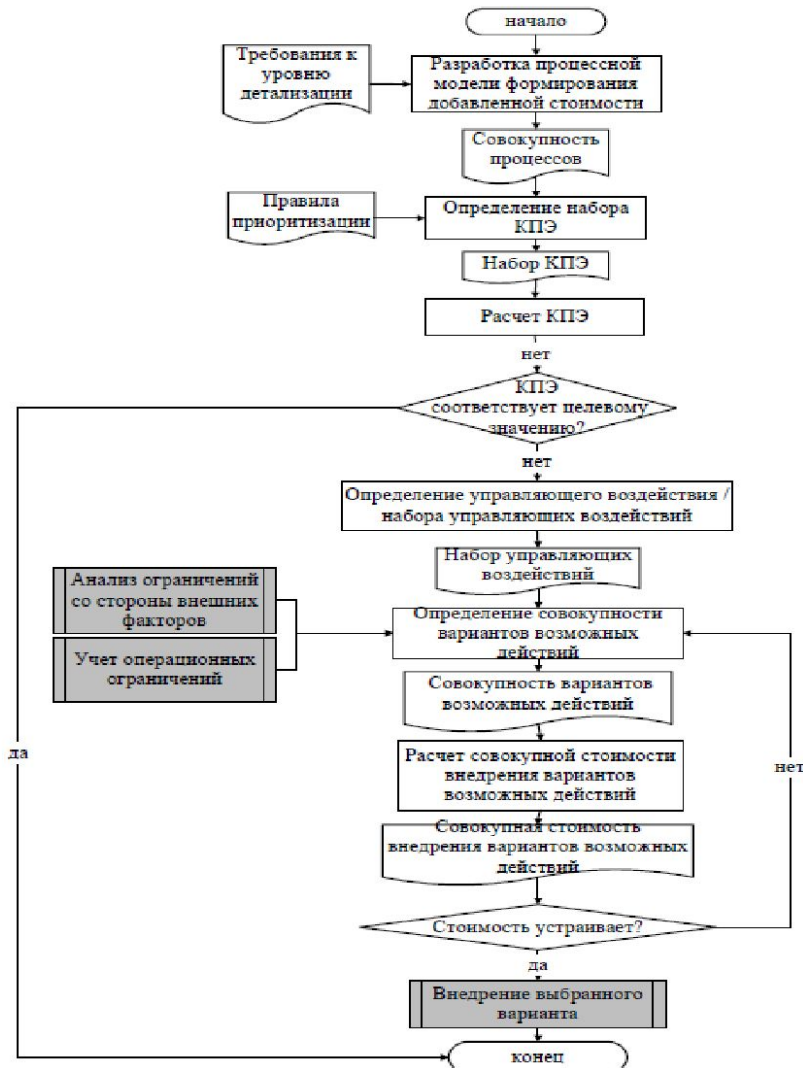 начало
Требования к
уровню
детализации
Разработка процессной
модели формирования
добавленной стоимости
Совокупность
процессов
Правила
приоритизации
Определение набора
КПЭ
Набор КПЭ
Расчет КПЭ
нет
КПЭ
соответствует целевому
значению?
нет
Определение управляющего воздействия /
набора управляющих воздействий
Набор управляющих
воздействий
Анализ ограничений
со стороны внешних
факторов
Учет операционных
ограничений
Определение совокупности
вариантов возможных
действий
Совокупность вариантов
возможных действий
да
Расчет совокупной стоимости
внедрения вариантов
возможных действий
нет
Совокупная стоимость
внедрения вариантов возможных
действий
Стоимость устраивает?
да
Внедрение выбранного
варианта
конец